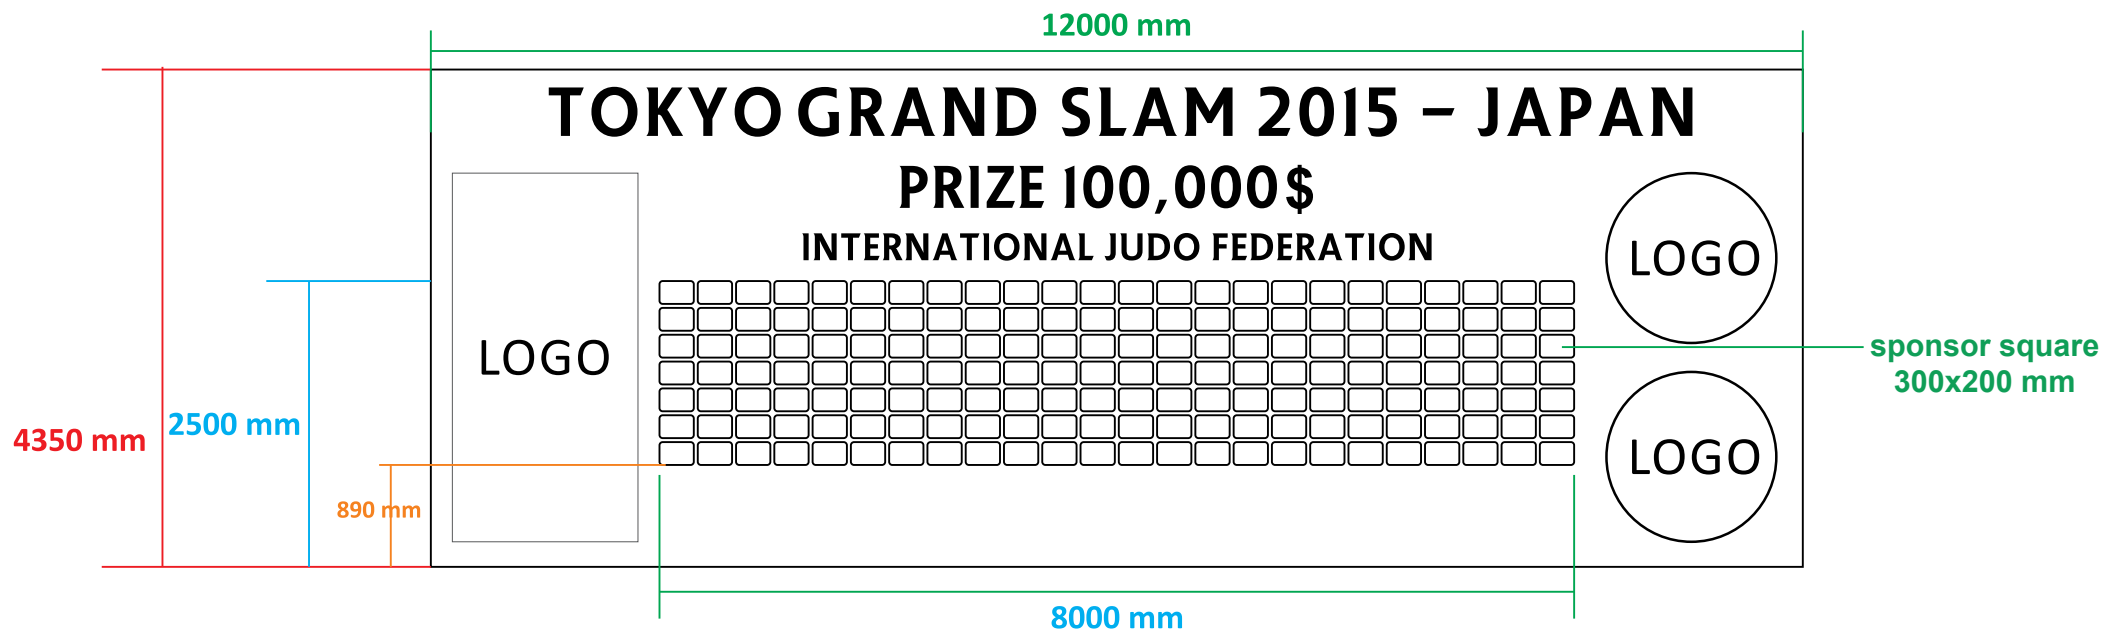 12000 mm
TOKYO GRAND SLAM 2015 – JAPAN
PRIZE 100,000$
INTERNATIONAL JUDO FEDERATION
LOGO
LOGO
LOGO
sponsor square
300x200 mm
4350 mm
2500 mm
890 mm
8000 mm